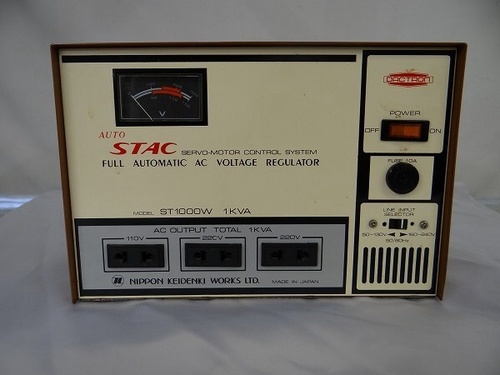 V
AUTO
STAC SERVO-MOTOR CONTROL SYSTEM
FULL AUTOMATIC AC VOLTAGE REGULATOR
MODEL ST1000W 1KVA
AC OUTPUT TOTAL 1KVA
110V 220V 220V
NIPPON KEIDENKI WORKS LTD. MADE IN JAPAN
POWER
OFF ON
FUSE 10A
LINE INPUT
SELECTOR
50/60Hz